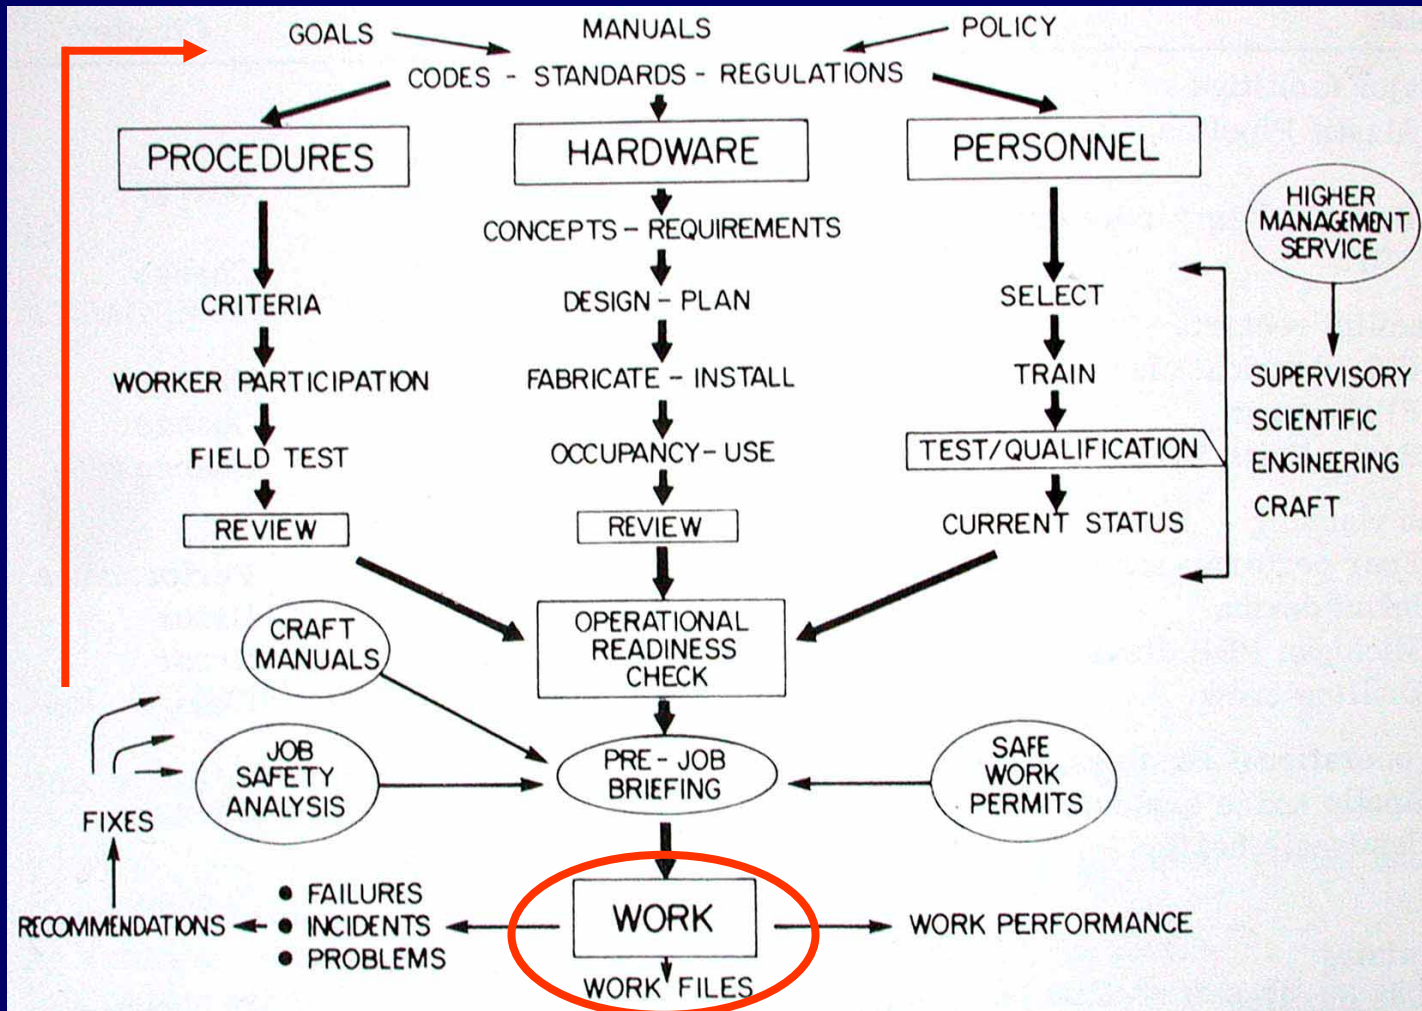 GOALS
MANUALS
POLICY
CODES - STANDARDS - REGULATIONS
PROCEDURES
HARDWARE
PERSONNEL
HIGHER
MANAGEMENT
SERVICE
CONCEPTS - REQUIREMENTS
CRITERIA
DESIGN - PLAN
SELECT
WORKER PARTICIPATION
FABRICATE - INSTALL
TRAIN
SUPERVISORY
SCIENTIFIC
ENGINEERING
CRAFT
FIELD TEST
OCCUPANCY - USE
TEST/QUALIFICATION
REVIEW
REVIEW
CURRENT STATUS
OPERATIONAL
READINESS
CHECK
CRAFT
MANUALS
JOB
SAFETY
ANALYSIS
PRE - JOB
BRIEFING
SAFE
WORK
PERMITS
FIXES
RECOMMENDATIONS
• FAILURES
• INCIDENTS
• PROBLEMS
WORK
WORK PERFORMANCE
WORK FILES